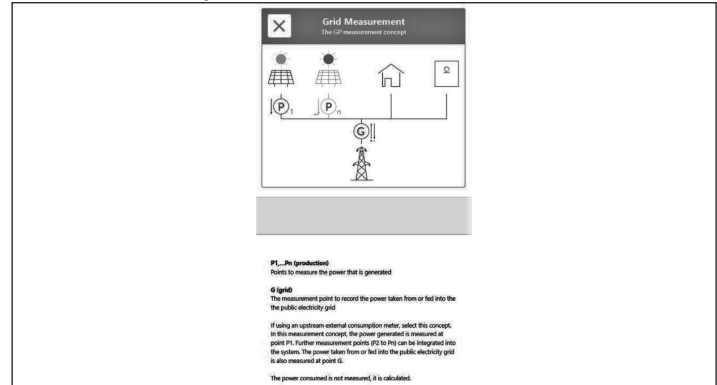 Grid Measurement
The GP measurement concept
P1
Pn
G
P1,...Pn (production)
Points to measure the power that is generated
G (grid)
The measurement point to record the power taken from or fed into the
the public electricity grid
If using an upstream external consumption meter, select this concept.
In this measurement concept, the power generated is measured at
point P1. Further measurement points (P2 to Pn) can be integrated into
the system. The power taken from or fed into the public electricity grid
is also measured at point G.
The power consumed is not measured, it is calculated.